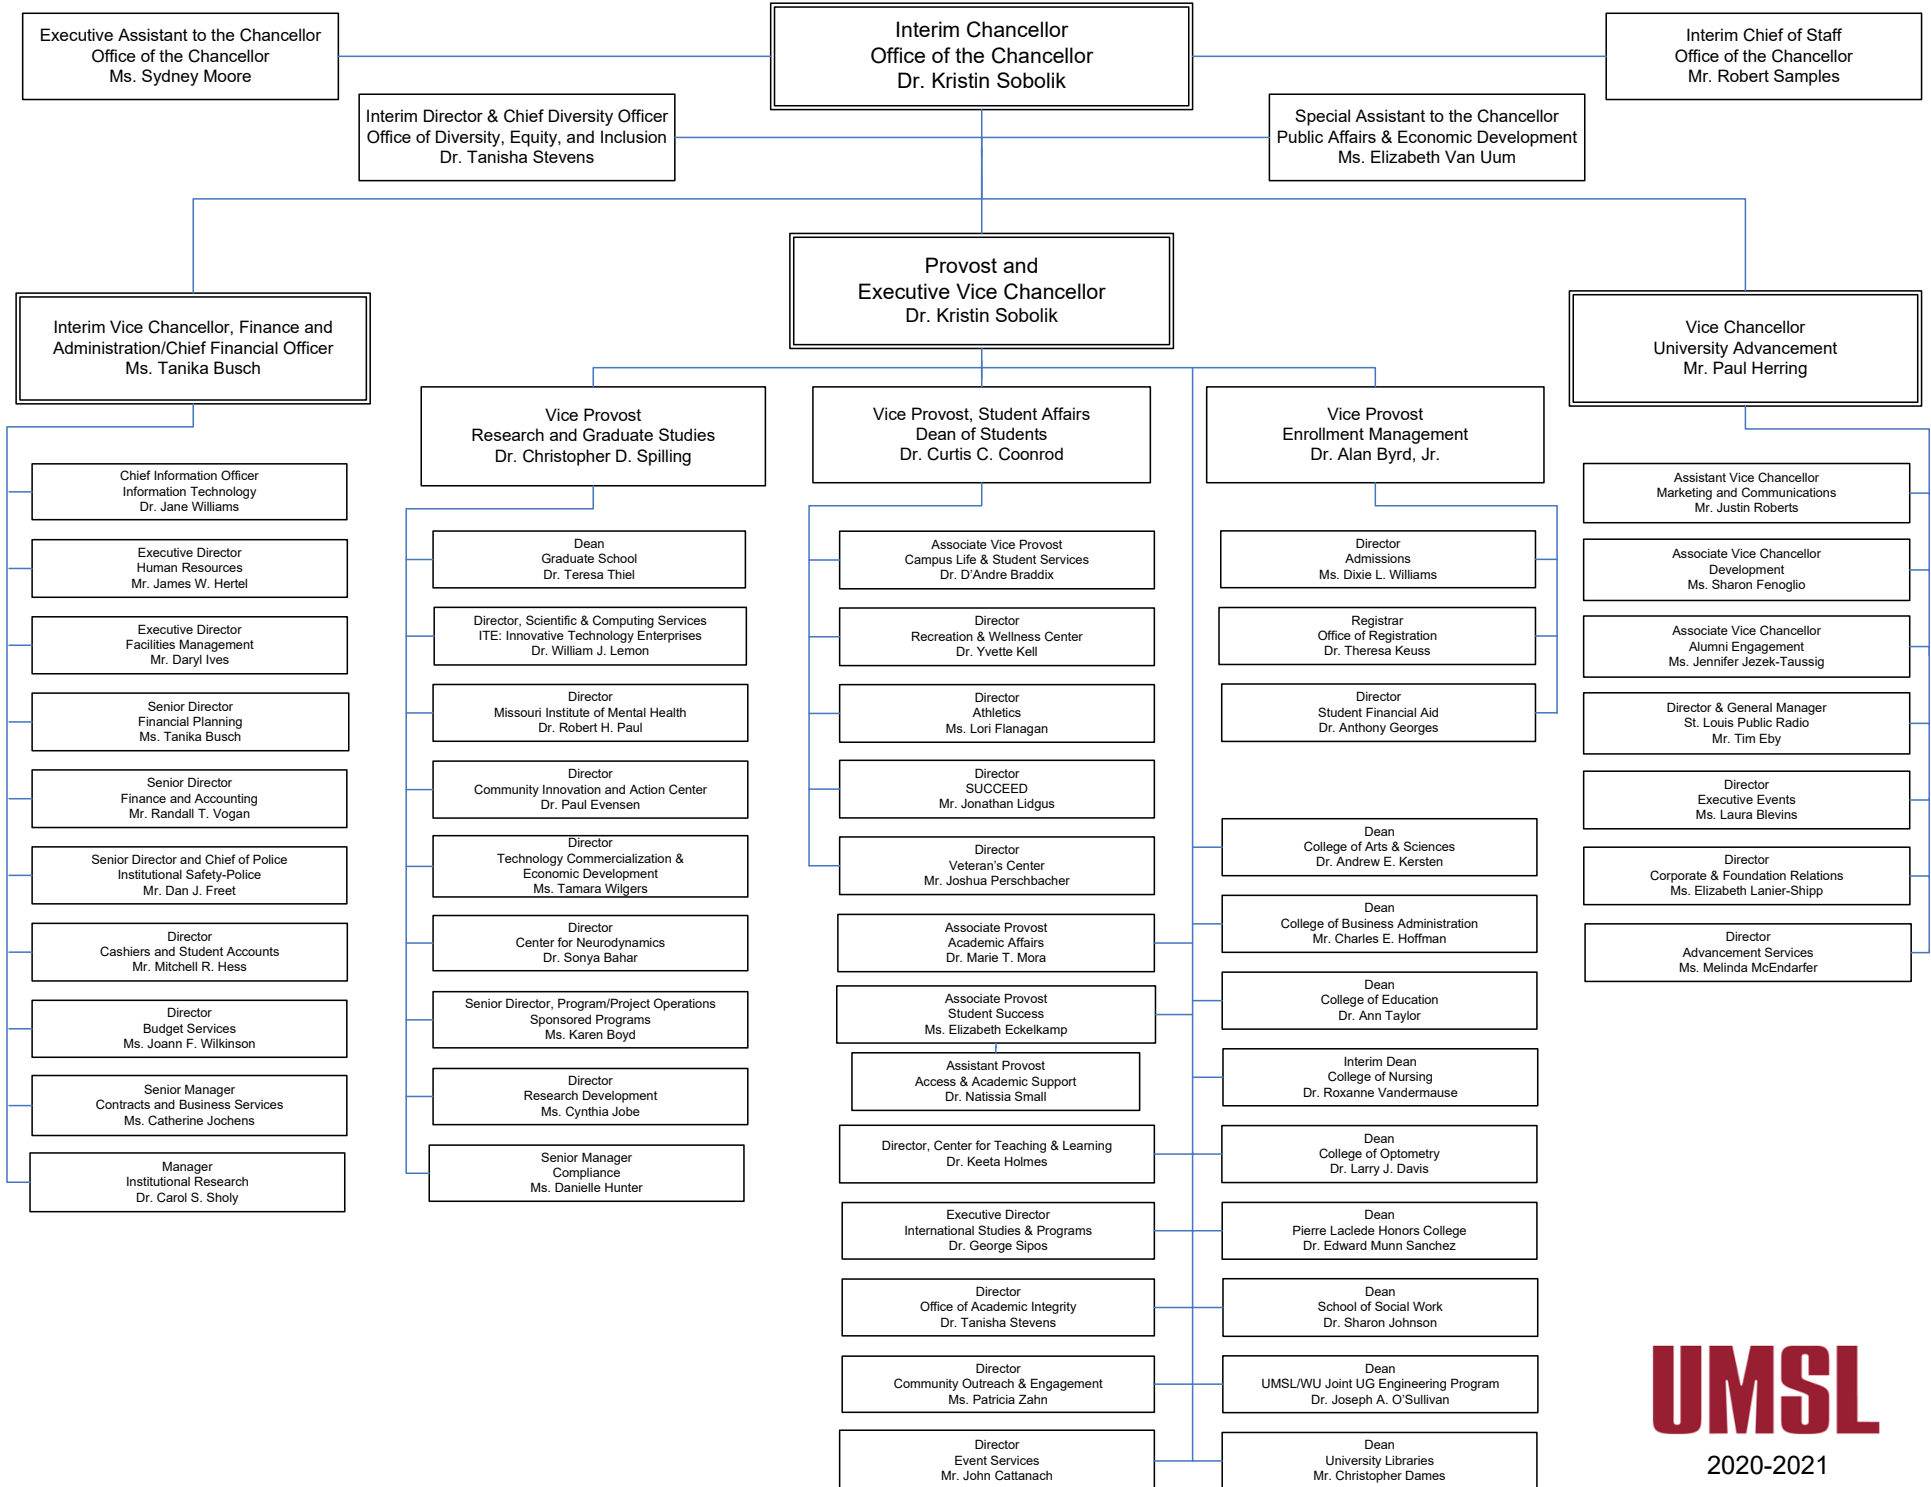 Executive Assistant to the Chancellor
Office of the Chancellor
Ms. Sydney Moore
Interim Chancellor
Office of the Chancellor
Dr. Kristin Sobolik
Interim Chief of Staff
Office of the Chancellor
Mr. Robert Samples
Interim Director & Chief Diversity Officer
Office of Diversity, Equity, and Inclusion
Dr. Tanisha Stevens
Special Assistant to the Chancellor
Public Affairs & Economic Development
Ms. Elizabeth Van Uum
Provost and
Executive Vice Chancellor
Dr. Kristin Sobolik
Interim Vice Chancellor, Finance and
Administration/Chief Financial Officer
Ms. Tanika Busch
Vice Chancellor
University Advancement
Mr. Paul Herring
Vice Provost
Research and Graduate Studies
Dr. Christopher D. Spilling
Vice Provost, Student Affairs
Dean of Students
Dr. Curtis C. Coonrod
Vice Provost
Enrollment Management
Dr. Alan Byrd, Jr.
Chief Information Officer
Information Technology
Dr. Jane Williams
Executive Director
Human Resources
Mr. James W. Hertel
Executive Director
Facilities Management
Mr. Daryl Ives
Senior Director
Financial Planning
Ms. Tanika Busch
Senior Director
Finance and Accounting
Mr. Randall T. Vogan
Senior Director and Chief of Police
Institutional Safety-Police
Mr. Dan J. Freet
Director
Cashiers and Student Accounts
Mr. Mitchell R. Hess
Director
Budget Services
Ms. Joann F. Wilkinson
Senior Manager
Contracts and Business Services
Ms. Catherine Jochens
Manager
Institutional Research
Dr. Carol S. Sholy
Dean
Graduate School
Dr. Teresa Thiel
Director, Scientific & Computing Services
ITE: Innovative Technology Enterprises
Dr. William J. Lemon
Director
Missouri Institute of Mental Health
Dr. Robert H. Paul
Director
Community Innovation and Action Center
Dr. Paul Evensen
Director
Technology Commercialization &
Economic Development
Ms. Tamara Wilgers
Director
Center for Neurodynamics
Dr. Sonya Bahar
Senior Director, Program/Project Operations
Sponsored Programs
Ms. Karen Boyd
Director
Research Development
Ms. Cynthia Jobe
Senior Manager
Compliance
Ms. Danielle Hunter
Associate Vice Provost
Campus Life & Student Services
Dr. D’Andre Braddix
Director
Recreation & Wellness Center
Dr. Yvette Kell
Director
Athletics
Ms. Lori Flanagan
Director
SUCCEED
Mr. Jonathan Lidgus
Director
Veteran’s Center
Mr. Joshua Perschbacher
Associate Provost
Academic Affairs
Dr. Marie T. Mora
Associate Provost
Student Success
Ms. Elizabeth Eckelkamp
Assistant Provost
Access & Academic Support
Dr. Natissia Small
Director, Center for Teaching & Learning
Dr. Keeta Holmes
Executive Director
International Studies & Programs
Dr. George Sipos
Director
Office of Academic Integrity
Dr. Tanisha Stevens
Director
Community Outreach & Engagement
Ms. Patricia Zahn
Director
Event Services
Mr. John Cattanach
Director
Admissions
Ms. Dixie L. Williams
Registrar
Office of Registration
Dr. Theresa Keuss
Director
Student Financial Aid
Dr. Anthony Georges
Dean
College of Arts & Sciences
Dr. Andrew E. Kersten
Dean
College of Business Administration
Mr. Charles E. Hoffman
Dean
College of Education
Dr. Ann Taylor
Interim Dean
College of Nursing
Dr. Roxanne Vandermause
Dean
College of Optometry
Dr. Larry J. Davis
Dean
Pierre Laclede Honors College
Dr. Edward Munn Sanchez
Dean
School of Social Work
Dr. Sharon Johnson
Dean
UMSL/WU Joint UG Engineering Program
Dr. Joseph A. O’Sullivan
Dean
University Libraries
Mr. Christopher Dames
Assistant Vice Chancellor
Marketing and Communications
Mr. Justin Roberts
Associate Vice Chancellor
Development
Ms. Sharon Fenoglio
Associate Vice Chancellor
Alumni Engagement
Ms. Jennifer Jezek-Taussig
Director & General Manager
St. Louis Public Radio
Mr. Tim Eby
Director
Executive Events
Ms. Laura Blevins
Director
Corporate & Foundation Relations
Ms. Elizabeth Lanier-Shipp
Director
Advancement Services
Ms. Melinda McEndarfer
UMSL
2020-2021